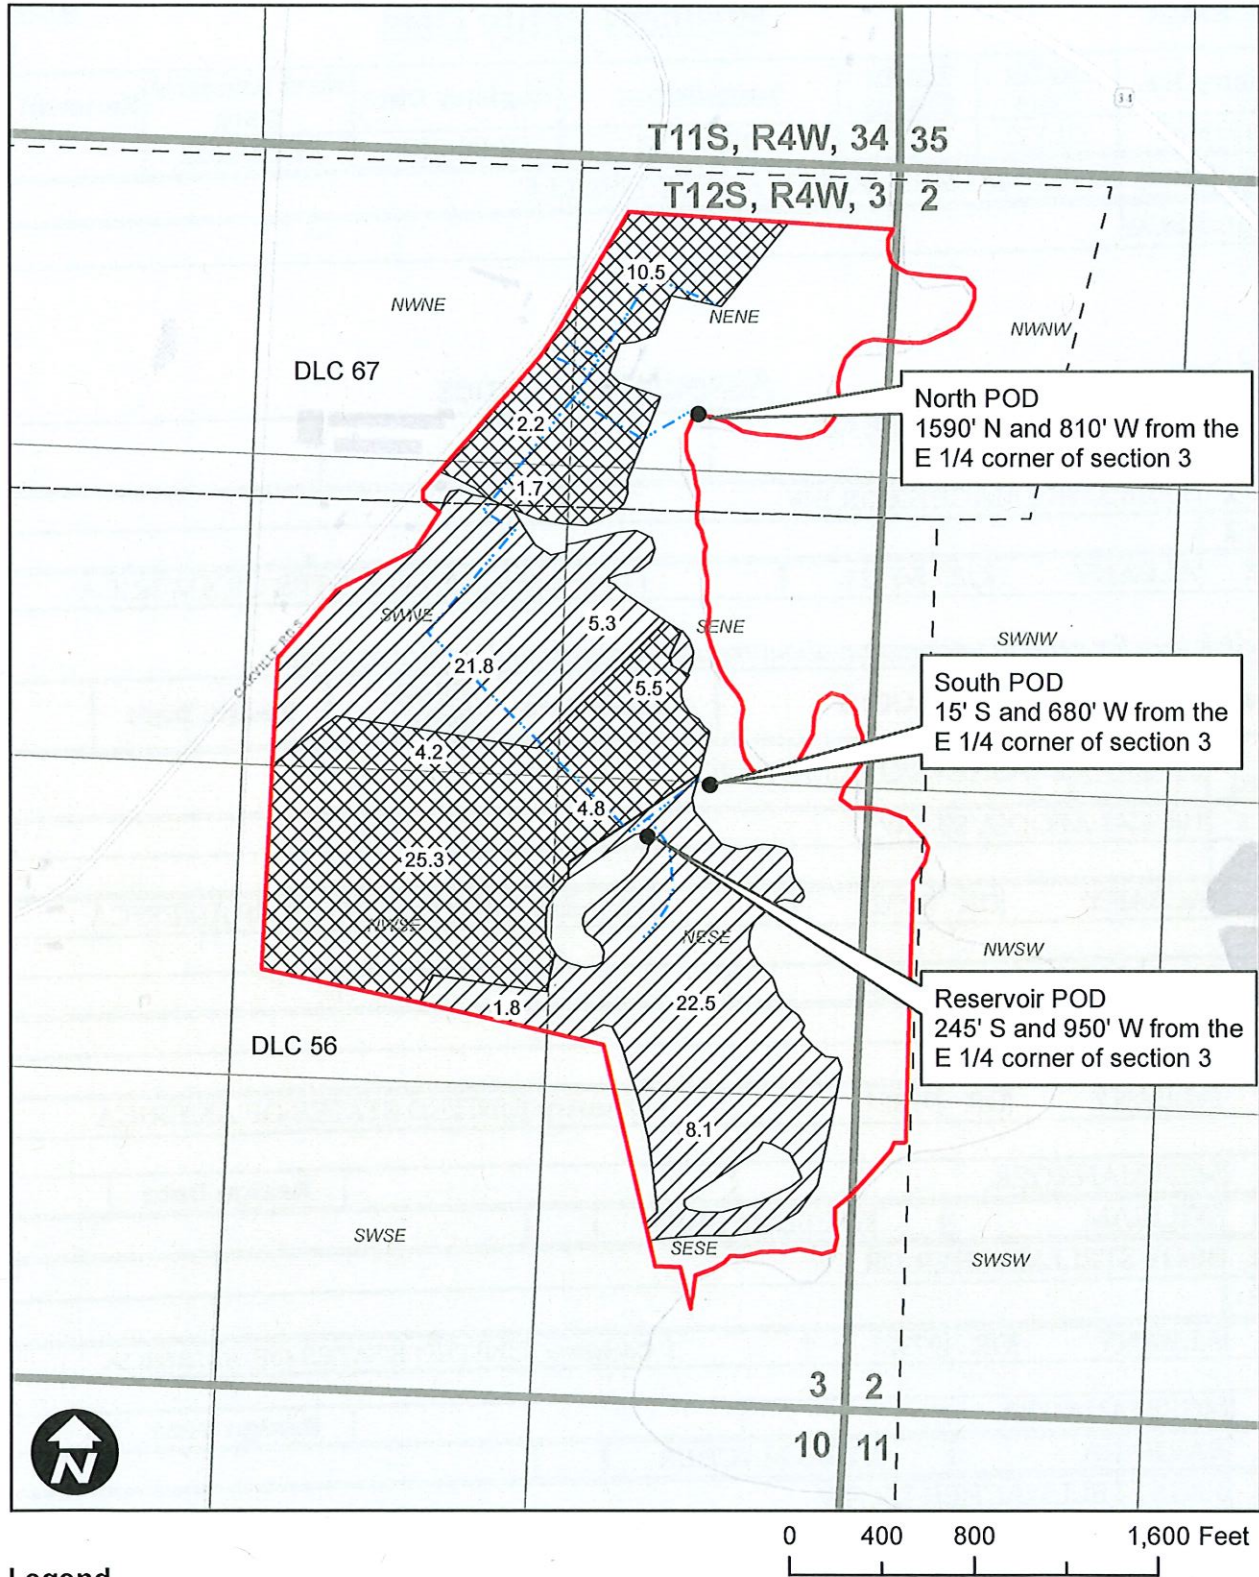 31
T11S, R4W, 34 35
T12S, R4W, 3 2
10.5
NWNE
NENE
NWNW
DLC 67
North POD
1590' N and 810' W from the
E 1/4 corner of section 3
2.2
1.7
SWNE
5.3
SENE
SWNW
21.8
5.5
South POD
15' S and 680' W from the
E 1/4 corner of section 3
4.2
4.8
25.3
NWSE
NESE
NWSW
1.8
22.5
Reservoir POD
245' S and 950' W from the
E 1/4 corner of section 3
DLC 56
8.1
SWSE
SESE
SWSW
3 2
10 11
N
0 400 800 1,600 Feet
Legend